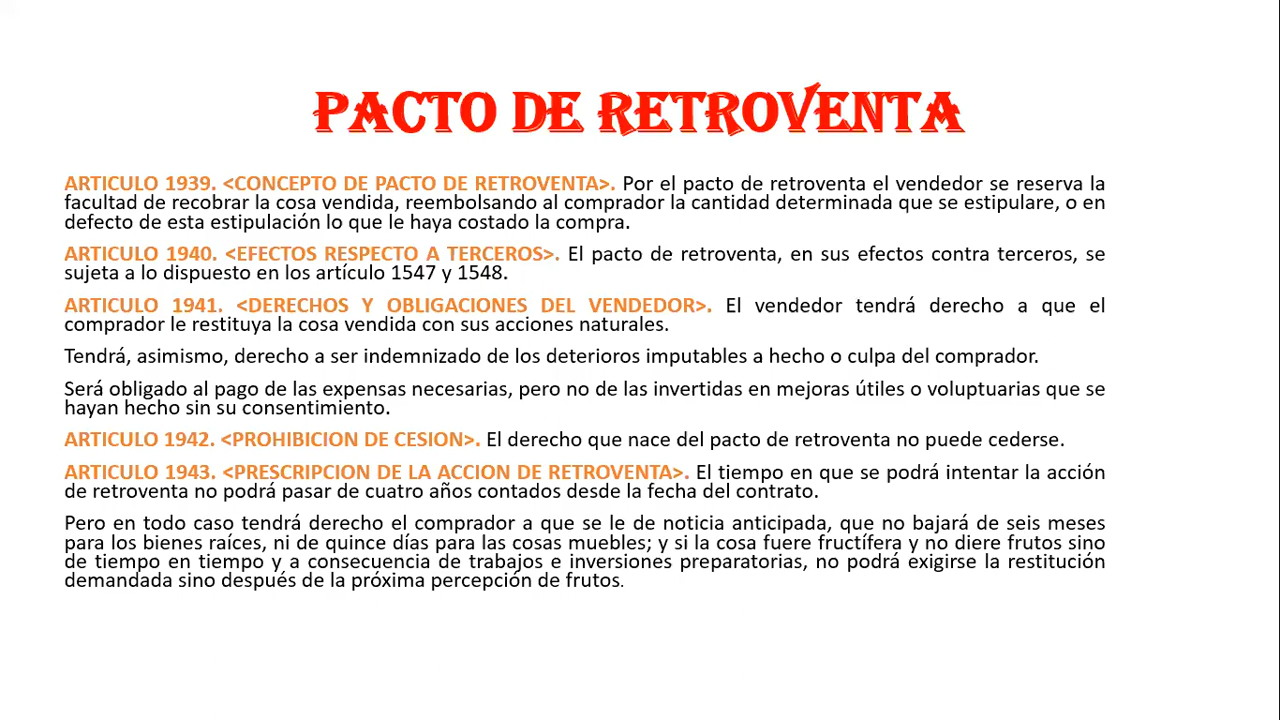 PACTO DE RETROVENTA
ARTICULO 1939. <CONCEPTO DE PACTO DE RETROVENTA>. Por el pacto de retroventa el vendedor se reserva la
facultad de recobrar la cosa vendida, reembolsando al comprador la cantidad determinada que se estipulare, o en
defecto de esta estipulación lo que le haya costado la compra.
ARTICULO 1940. <EFECTOS RESPECTO A TERCEROS>. El pacto de retroventa, en sus efectos contra terceros, se
sujeta a lo dispuesto en los artículo 1547 y 1548.
ARTICULO 1941. <DERECHOS Y OBLIGACIONES DEL VENDEDOR>. El vendedor tendrá derecho a que el
comprador le restituya la cosa vendida con sus acciones naturales.
Tendrá, asimismo, derecho a ser indemnizado de los deterioros imputables a hecho o culpa del comprador.
Será obligado al pago de las expensas necesarias, pero no de las invertidas en mejoras útiles o voluptuarias que se
hayan hecho sin su consentimiento.
ARTICULO 1942. <PROHIBICION DE CESION>. El derecho que nace del pacto de retroventa no puede cederse.
ARTICULO 1943. <PRESCRIPCION DE LA ACCION DE RETROVENTA>. El tiempo en que se podrá intentar la acción
de retroventa no podrá pasar de cuatro años contados desde la fecha del contrato.
Pero en todo caso tendrá derecho el comprador a que se le de noticia anticipada, que no bajará de seis meses
para los bienes raíces, ni de quince días para las cosas muebles; y si la cosa fuere fructífera y no diere frutos sino
de tiempo en tiempo y a consecuencia de trabajos e inversiones preparatorias, no podrá exigirse la restitución
demandada sino después de la próxima percepción de frutos.